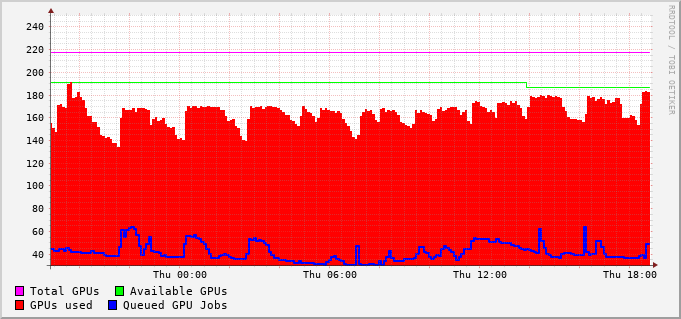 RRDTOOL / TOBI OETIKER
240
220
200
180
160
140
120
100
80
60
40
Thu 00:00 Thu 06:00 Thu 12:00 Thu 18:00
Total GPUs Available GPUs
GPUs used Queued GPU Jobs